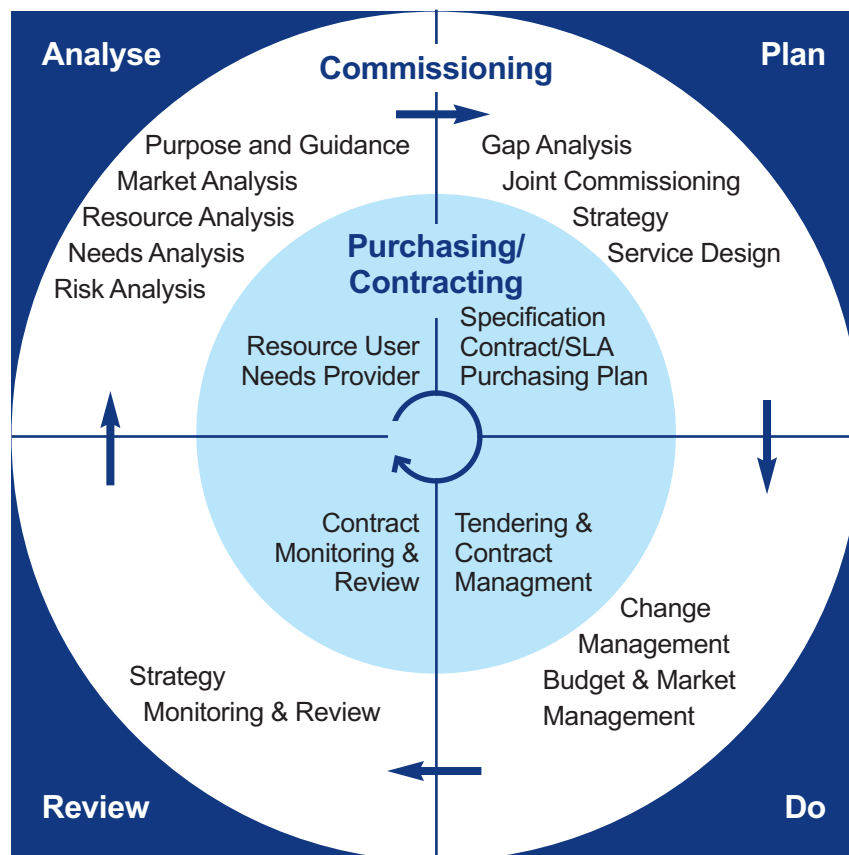 Analyse
Commissioning
Plan
Purpose and Guidance
Market Analysis
Resource Analysis
Needs Analysis
Risk Analysis
Gap Analysis
Joint Commissioning
Strategy
Service Design
Purchasing/
Contracting
Resource User
Needs Provider
Specification
Contract/SLA
Purchasing Plan
Contract
Monitoring &
Review
Tendering &
Contract
Managment
Change
Management
Budget & Market
Management
Strategy
Monitoring & Review
Review
Do